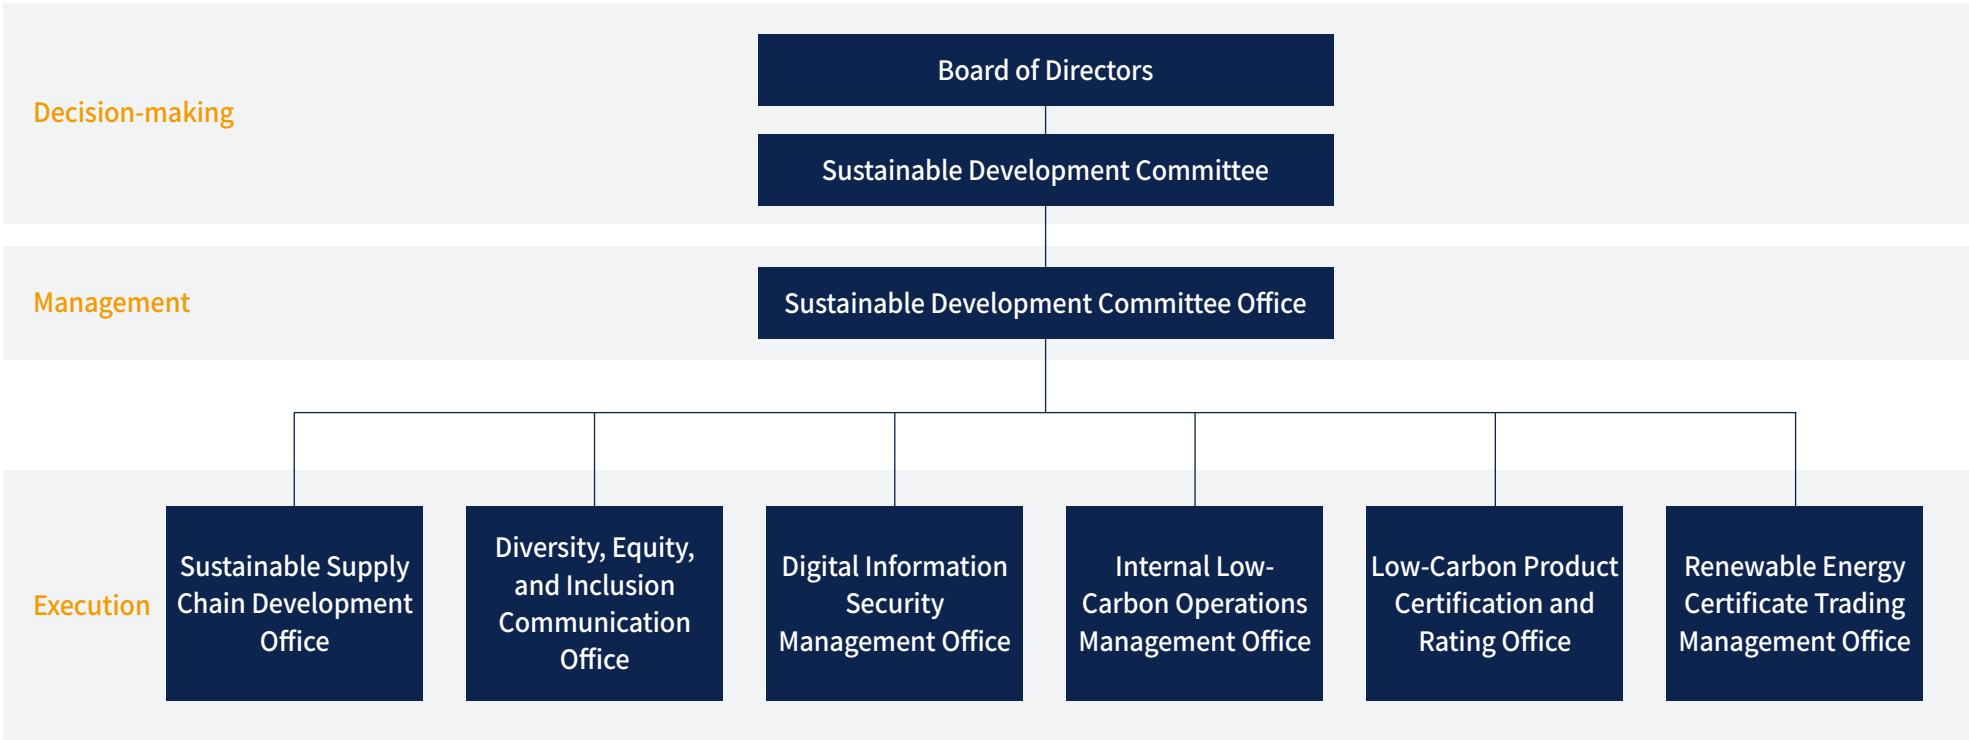 Decision-making
Board of Directors
Sustainable Development Committee
Management
Sustainable Development Committee Office
Execution
Sustainable Supply
Chain Development
Office
Diversity, Equity,
and Inclusion
Communication
Office
Digital Information
Security
Management Office
Internal Low-
Carbon Operations
Management Office
Low-Carbon Product
Certification and
Rating Office
Renewable Energy
Certificate Trading
Management Office